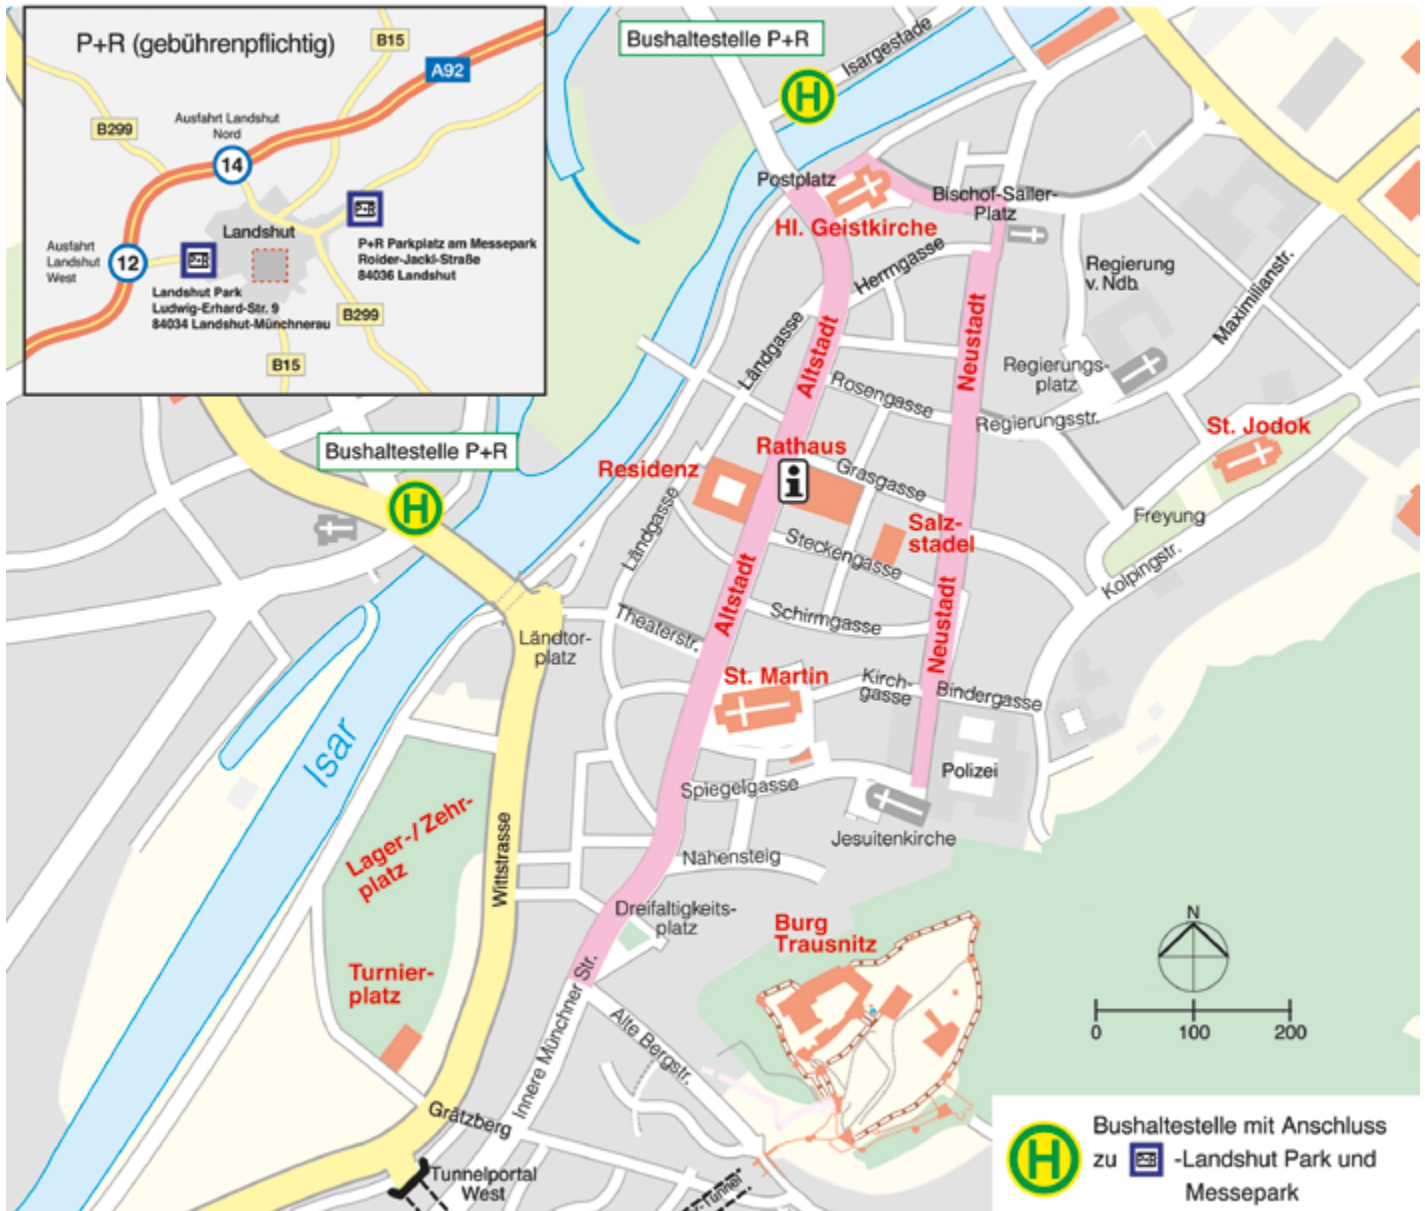 P+R (gebührenpflichtig)
B15
A92
B299
Ausfahrt Landshut
Nord
14
Landshut
Ausfahrt
Landshut
West
12
P+R
P+R
P+R Parkplatz am Messepark
Roider-Jackl-Straße
84036 Landshut
Landshut Park
Ludwig-Erhard-Str. 9
84034 Landshut-Münchnerau
B299
B15
Bushaltestelle P+R
H
Isargestade
Postplatz
Hl. Geistkirche
Bischof-Sailer-
Platz
Herrngasse
Regierung
v. Ndb.
Maximilianstr.
Ländgasse
Altstadt
Neustadt
Regierungs-
platz
Rosengasse
Regierungsstr.
St. Jodok
Bushaltestelle P+R
H
Rathaus
i
Residenz
Grasgasse
Ländgasse
Salz-
stadel
Freyung
Steckengasse
Kolpingstr.
Altstadt
Neustadt
Theaterstr.
Schirmgasse
Ländtor-
platz
St. Martin
Kirch-
gasse
Bindergasse
Isar
Polizei
Spiegelgasse
Jesuitenkirche
Lager-/ Zehr-
platz
Wittstrasse
Nahensteig
Dreifaltigkeits-
platz
Burg
Trausnitz
Turnier-
platz
Innere Münchner Str.
Alte Bergstr.
Grätzberg
Tunnelportal
West
-Tunnel
N
0 100 200
H
Bushaltestelle mit Anschluss
zu P+R -Landshut Park und
Messepark